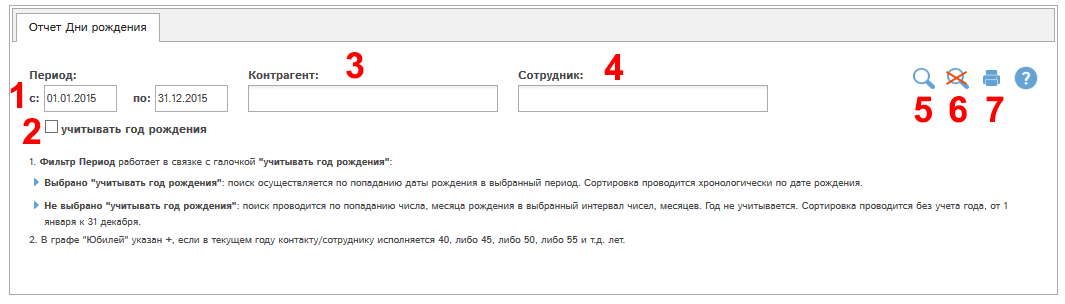 Отчет Дни рождения
Период: Контрагент: 3 Сотрудник: 4
1 с: 01.01.2015 по: 31.12.2015 ?
5 6 7
2 учитывать год рождения
1. Фильтр Период работает в связке с галочкой "учитывать год рождения":
Выбрано "учитывать год рождения": поиск осуществляется по попаданию даты рождения в выбранный период. Сортировка проводится хронологически по дате рождения.
Не выбрано "учитывать год рождения": поиск проводится по попаданию числа, месяца рождения в выбранный интервал чисел, месяцев. Год не учитывается. Сортировка проводится без учета года, от 1
января к 31 декабря.
2. В графе "Юбилей" указан +, если в текущем году контакту/сотруднику исполняется 40, либо 45, либо 50, либо 55 и т.д. лет.